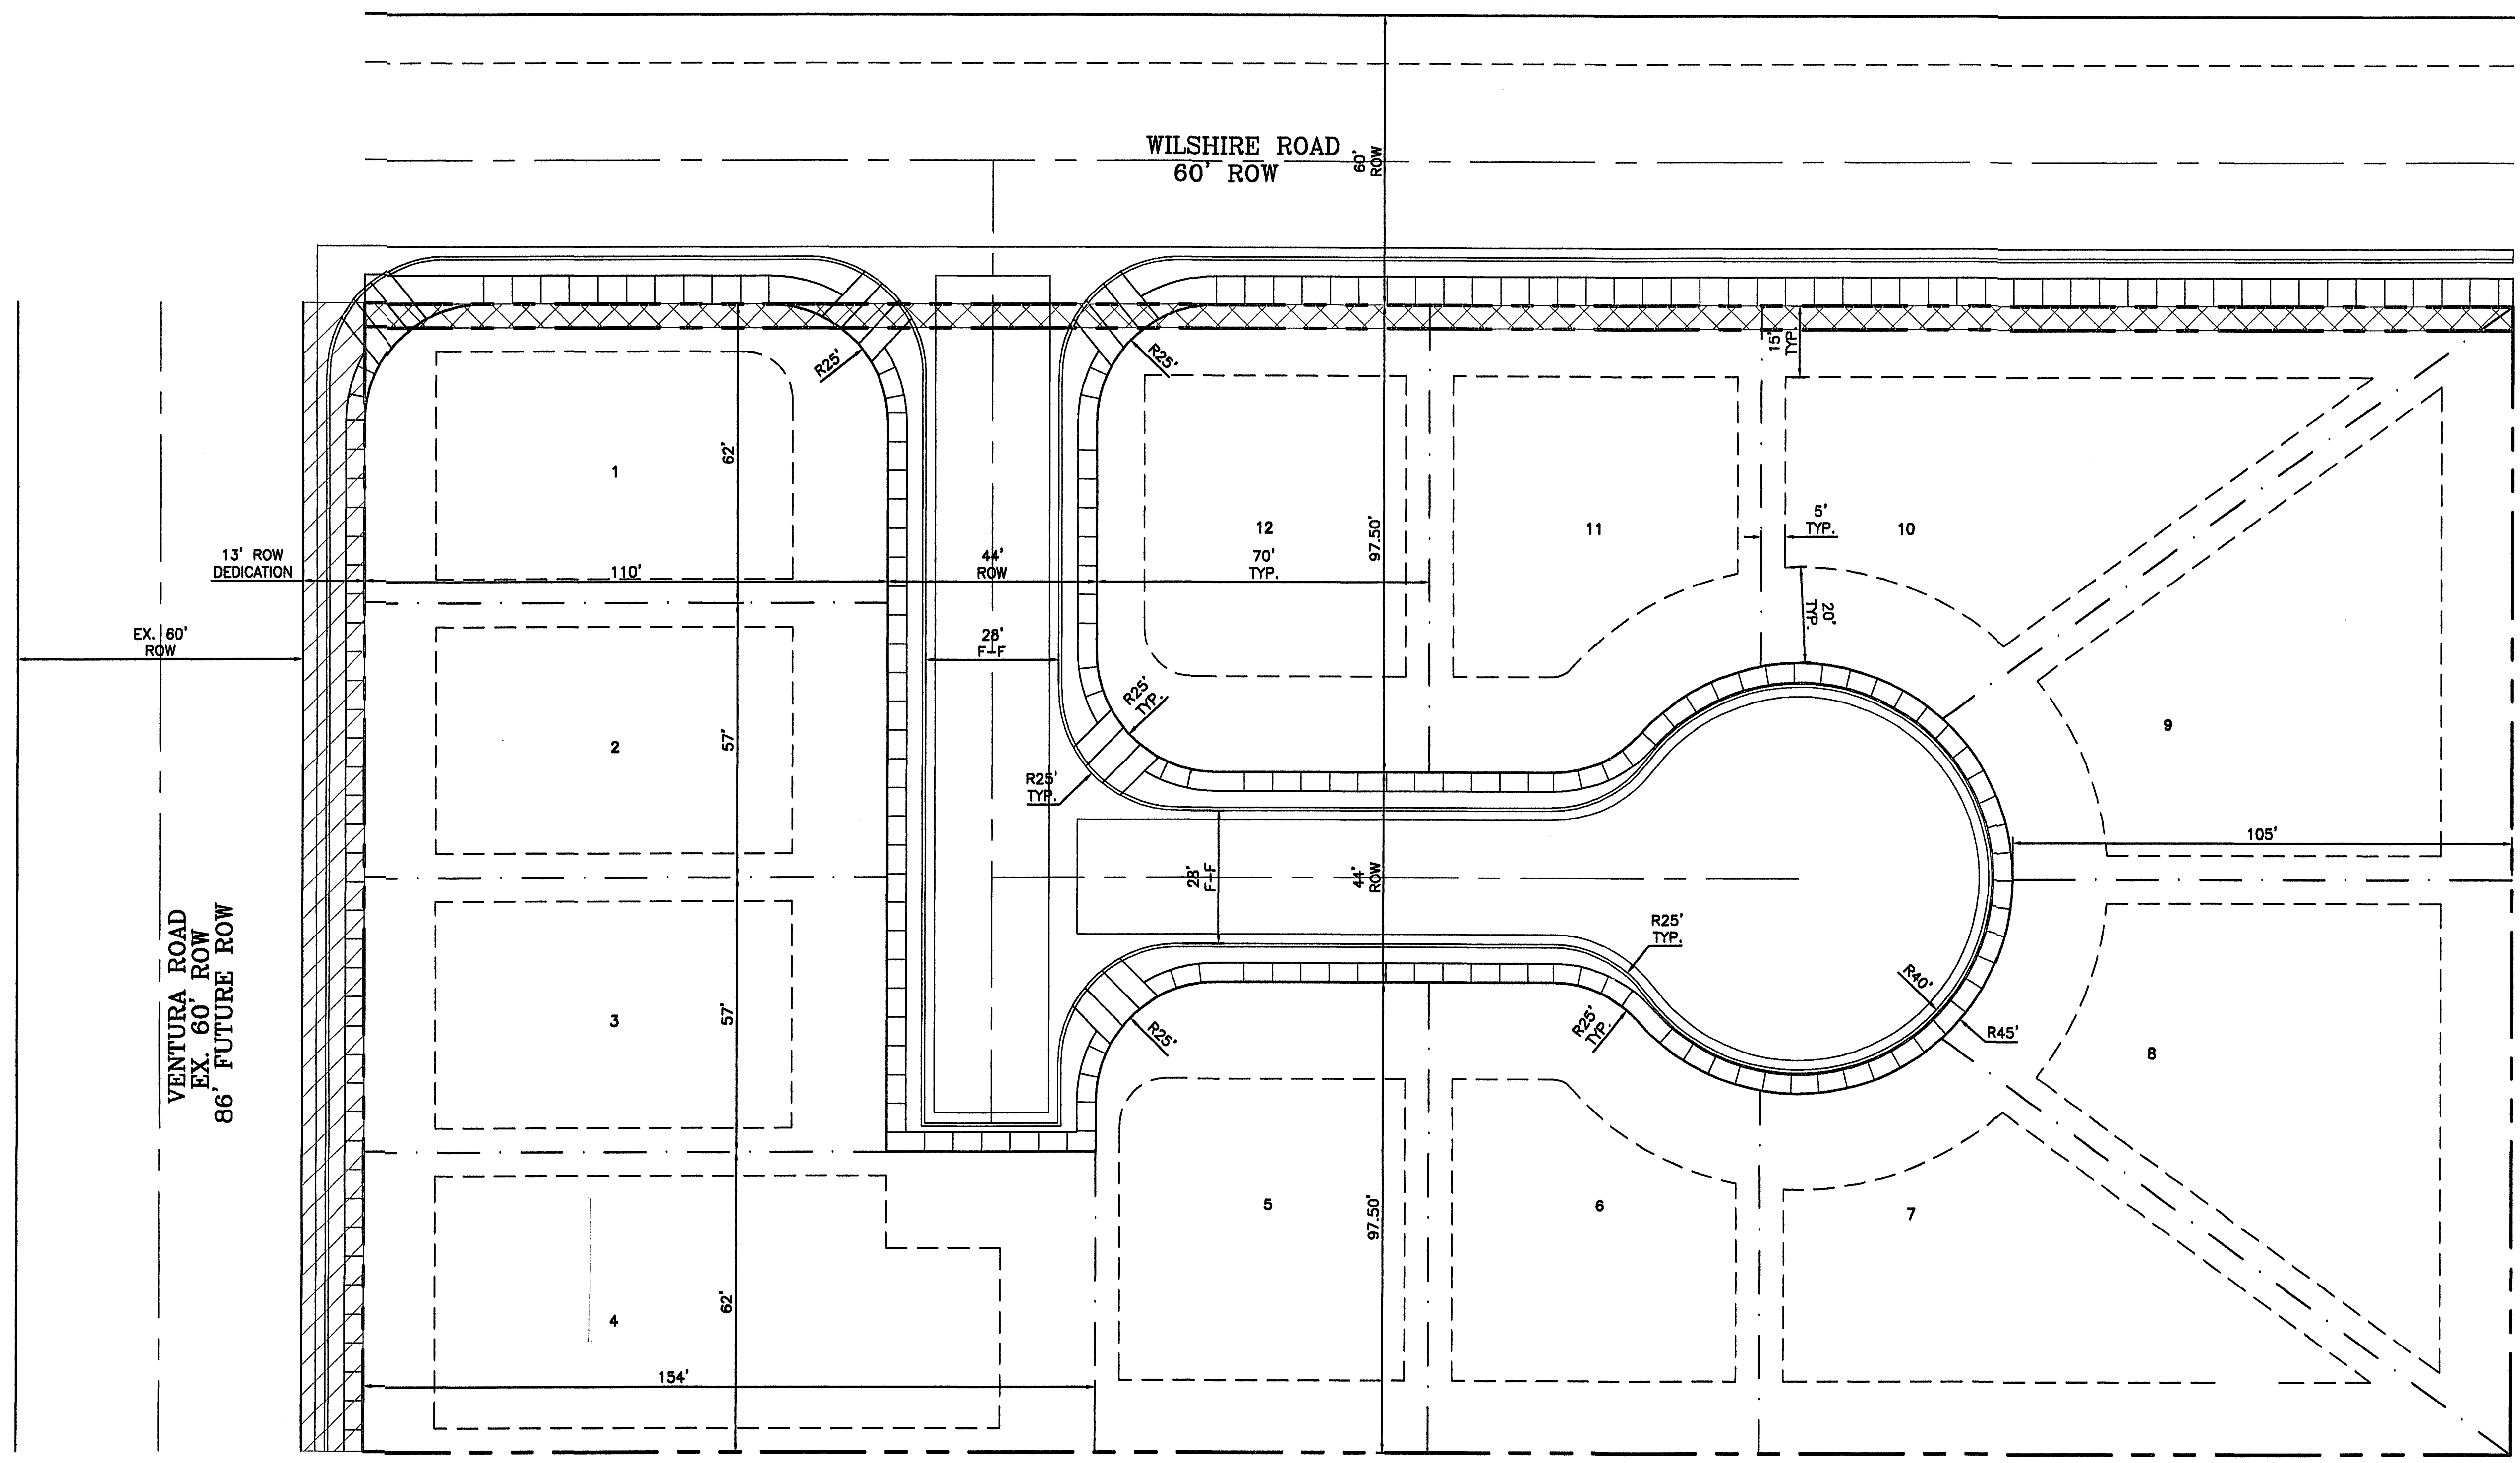 WILSHIRE ROAD
60' ROW
60'
ROW
R25'
R25'
15'
TYP.
1
62'
12
97.50'
11
5'
TYP.
10
13' ROW
DEDICATION
110'
44'
ROW
70'
TYP.
20'
TYP.
EX. 60'
ROW
28'
F-F
2
57'
R25'
TYP.
9
R25'
TYP.
28'
F-F
44'
ROW
105'
VENTURA ROAD
EX. 60' ROW
86' FUTURE ROW
3
57'
R25'
TYP.
R40'
R25'
R25'
TYP.
R45'
8
4
62'
5
97.50'
6
7
154'